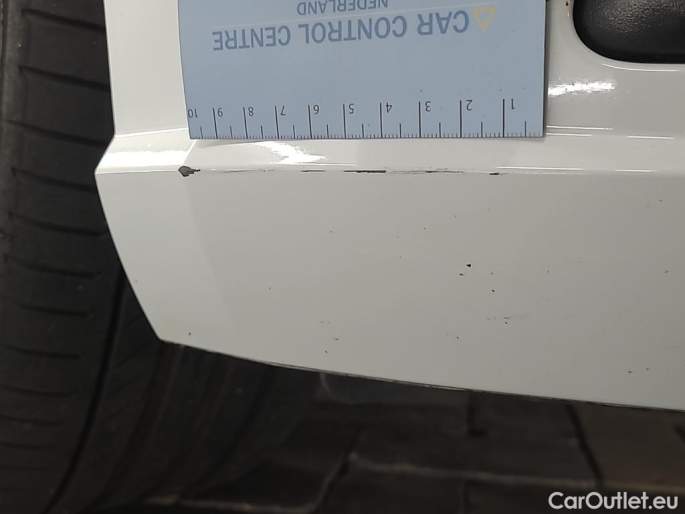 CAR CONTROL CENTRE
NEDERLAND
1 2 3 4 5 6 7 8 9 10
CarOutlet.eu